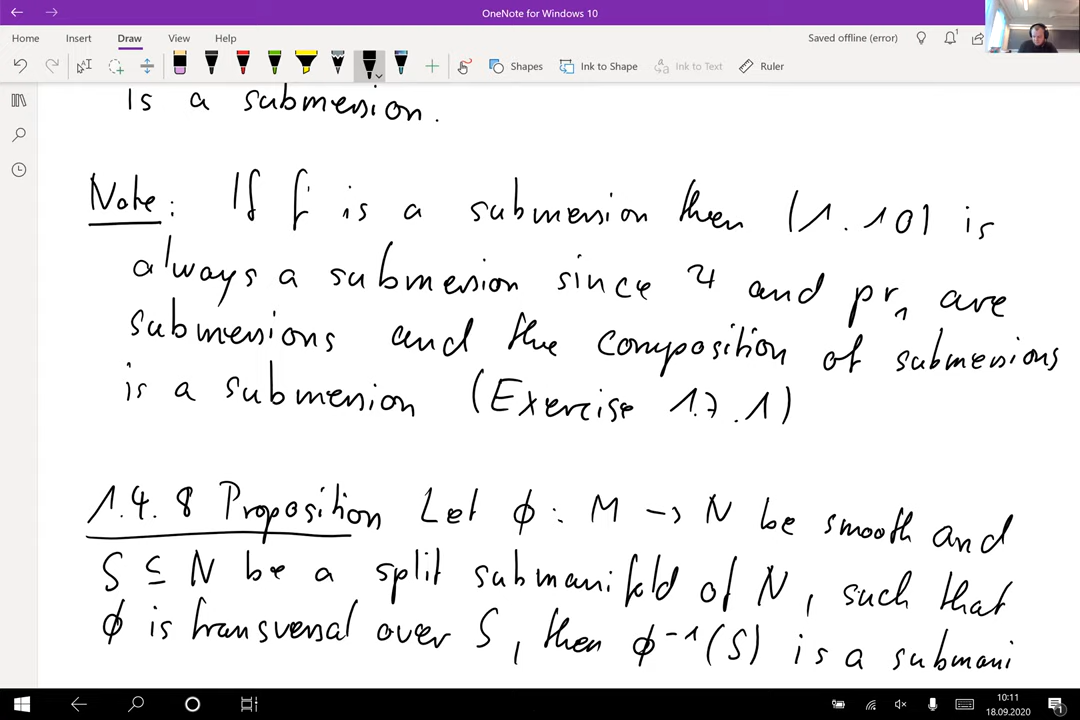 OneNote for Windows 10
Home Insert Draw View Help
Saved offline (error)
Shapes Ink to Shape Ink to Text Ruler
is a submersion.
Note: If f is a submersion then (1.10) is
always a submersion since ψ and pr₁ are
submersions and the composition of submersions
is a submersion (Exercise 1.7.1)
1.4.8 Proposition Let ϕ: M → N be smooth and
S ⊆ N be a split submanifold of N, such that
ϕ is transversal over S, then ϕ⁻¹(S) is a submani
10:11
18.09.2020